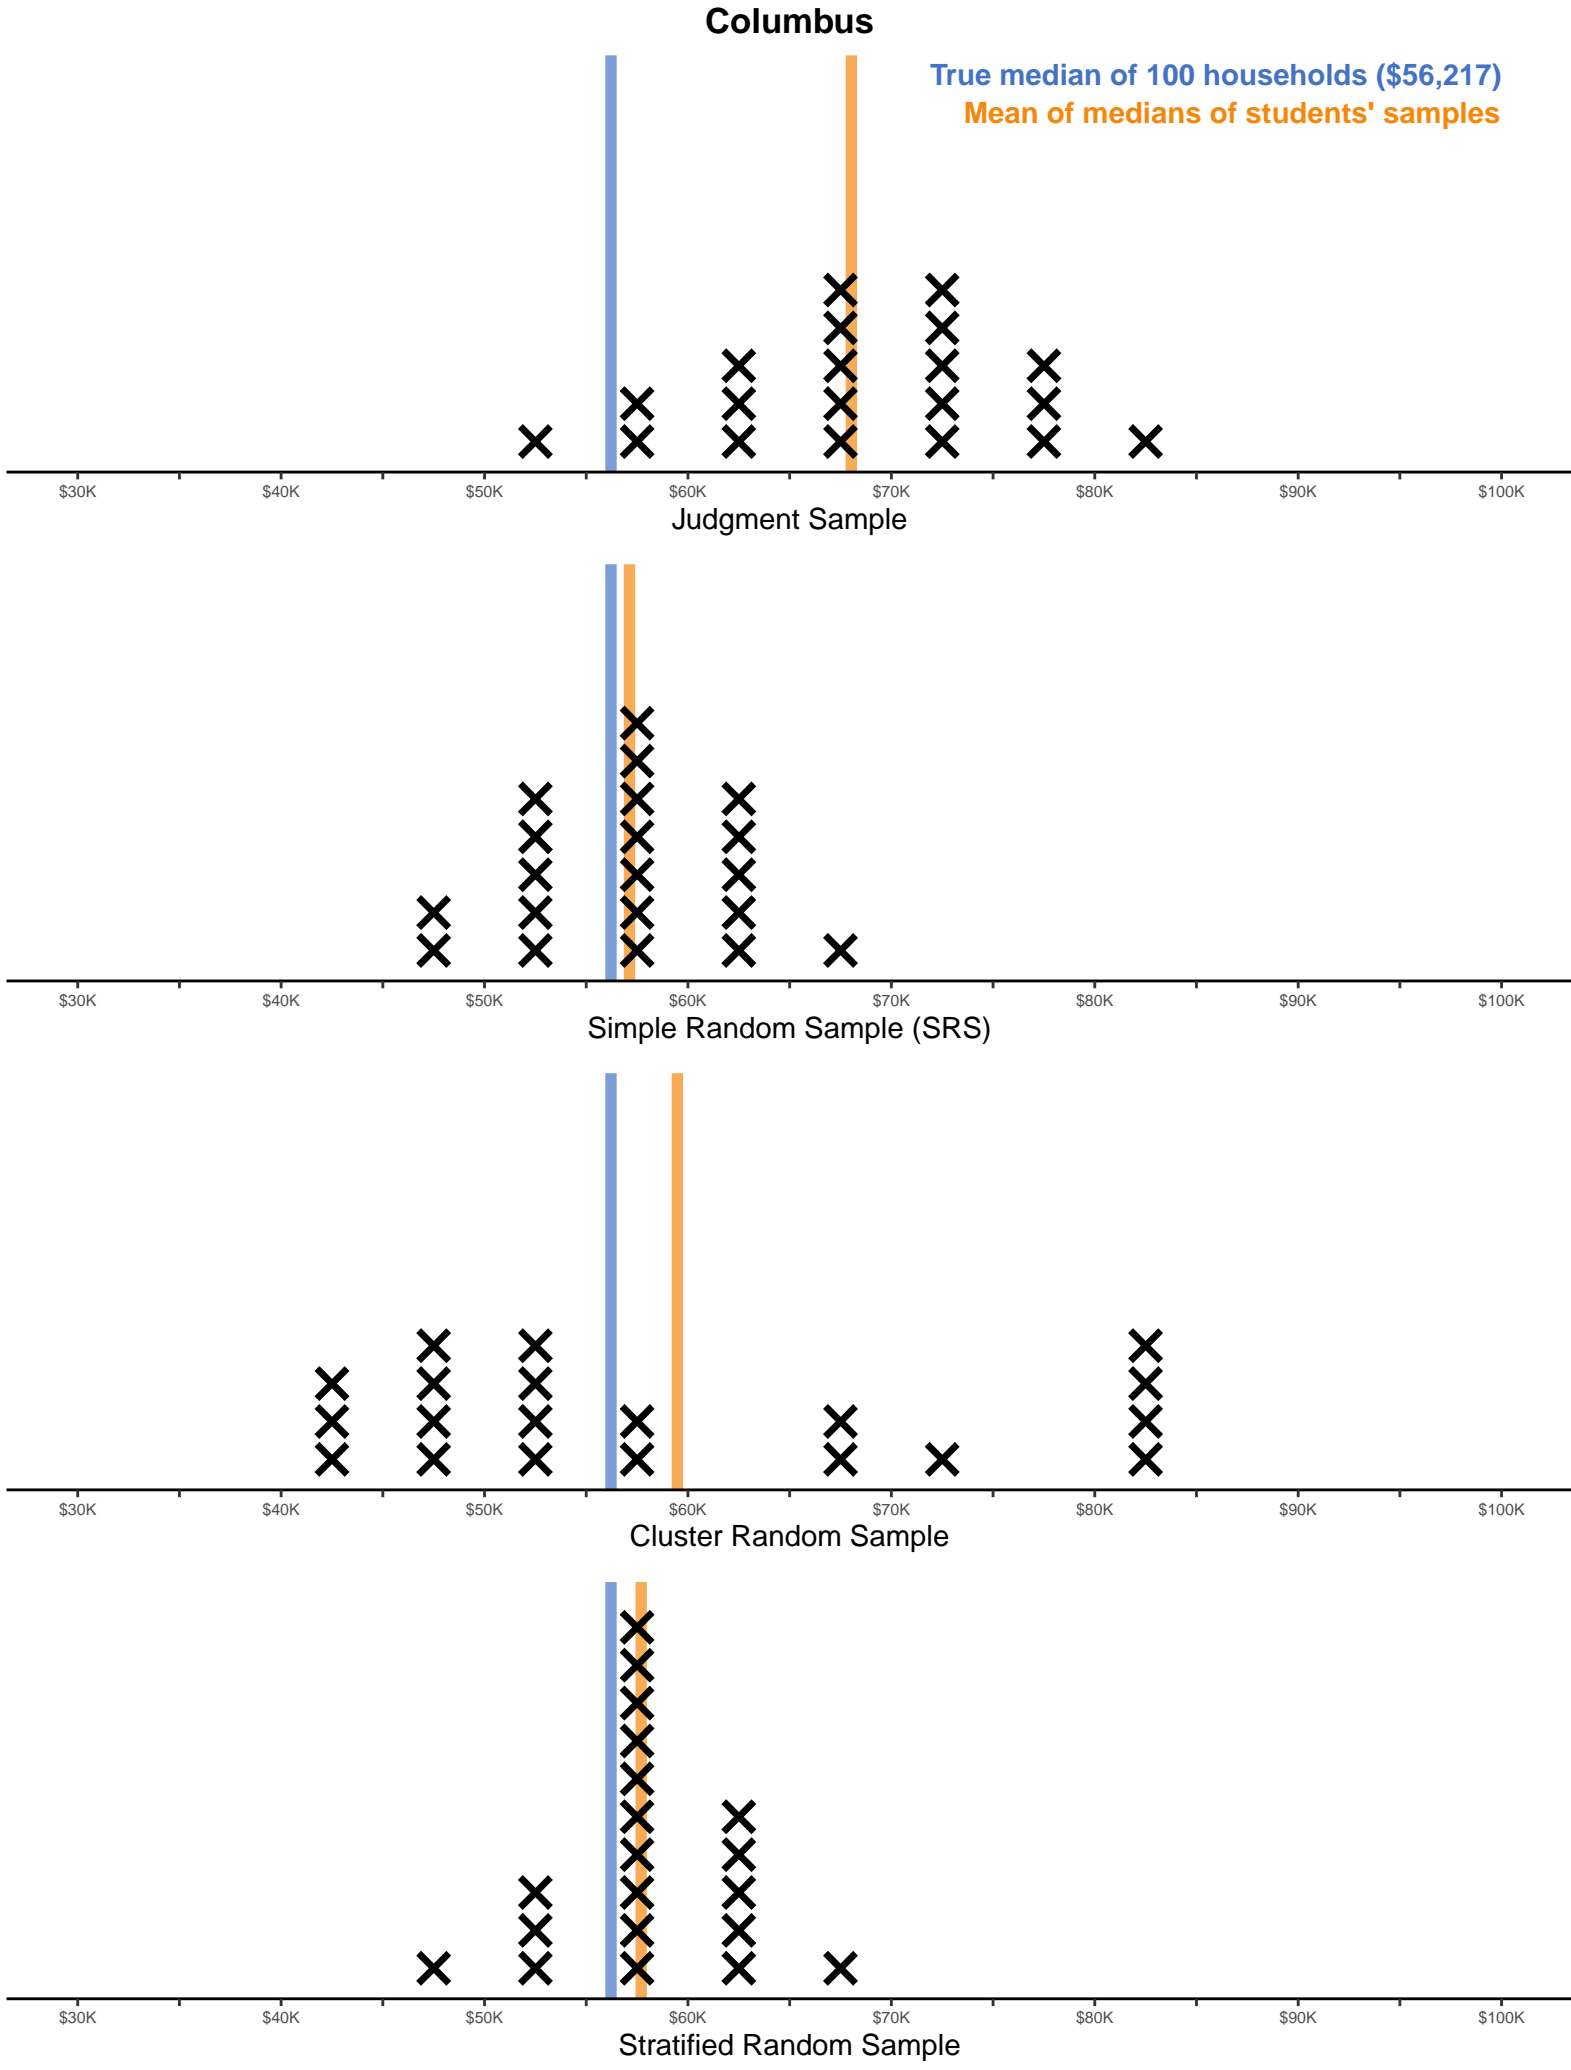 Columbus
True median of 100 households ($56,217)
Mean of medians of students' samples
$30K $40K $50K $60K $70K $80K $90K $100K
Judgment Sample
$30K $40K $50K $60K $70K $80K $90K $100K
Simple Random Sample (SRS)
$30K $40K $50K $60K $70K $80K $90K $100K
Cluster Random Sample
$30K $40K $50K $60K $70K $80K $90K $100K
Stratified Random Sample